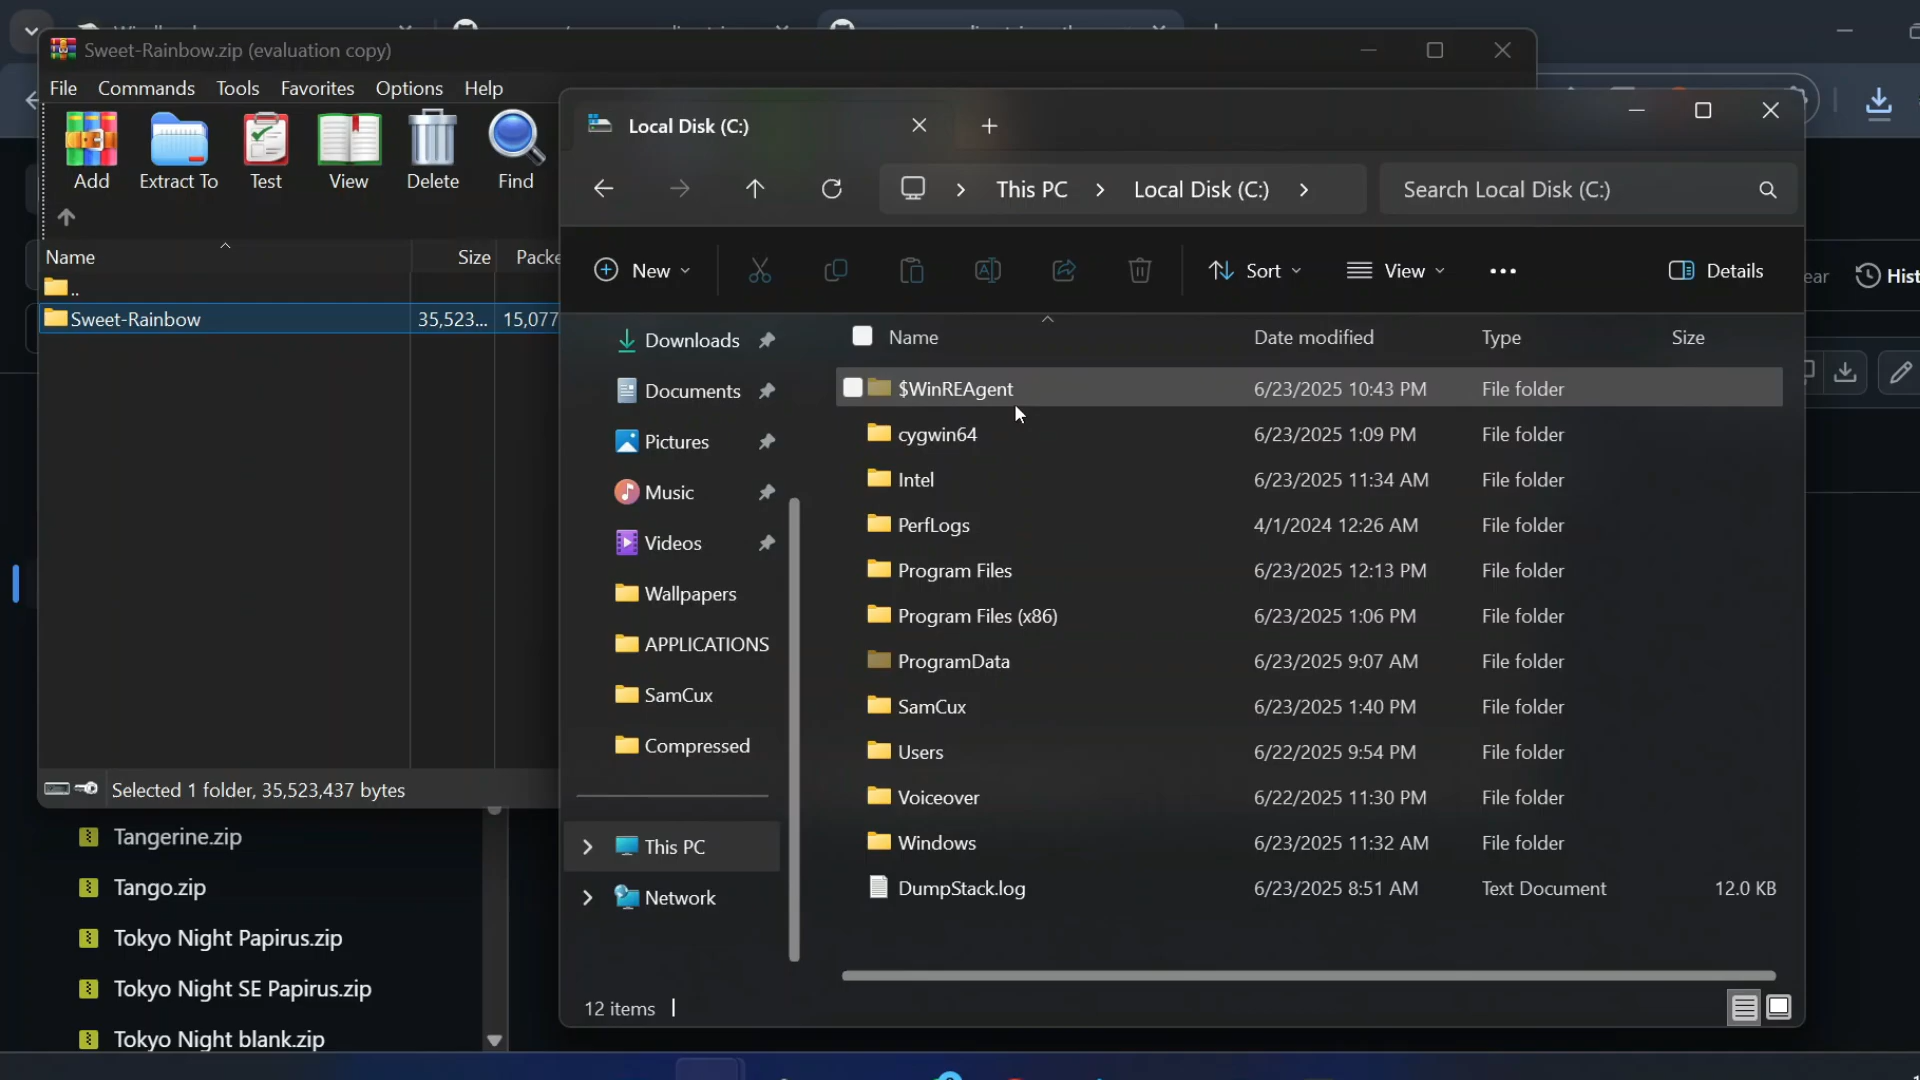 Sweet-Rainbow.zip (evaluation copy)
File Commands Tools Favorites Options Help
Add Extract To Test View Delete Find
Name Size
..
Sweet-Rainbow 35,523... 15,077
Selected 1 folder, 35,523,437 bytes
Tangerine.zip
Tango.zip
Tokyo Night Papirus.zip
Tokyo Night SE Papirus.zip
Tokyo Night blank.zip
Local Disk (C:)
This PC > Local Disk (C:) >
Search Local Disk (C:)
New Sort View ... Details
Downloads
Documents
Pictures
Music
Videos
Wallpapers
APPLICATIONS
SamCux
Compressed
This PC
Network
Name Date modified Type Size
$WinREAgent 6/23/2025 10:43 PM File folder
cygwin64 6/23/2025 1:09 PM File folder
Intel 6/23/2025 11:34 AM File folder
PerfLogs 4/1/2024 12:26 AM File folder
Program Files 6/23/2025 12:13 PM File folder
Program Files (x86) 6/23/2025 1:06 PM File folder
ProgramData 6/23/2025 9:07 AM File folder
SamCux 6/23/2025 1:40 PM File folder
Users 6/22/2025 9:54 PM File folder
Voiceover 6/22/2025 11:30 PM File folder
Windows 6/23/2025 11:32 AM File folder
DumpStack.log 6/23/2025 8:51 AM Text Document 12.0 KB
12 items